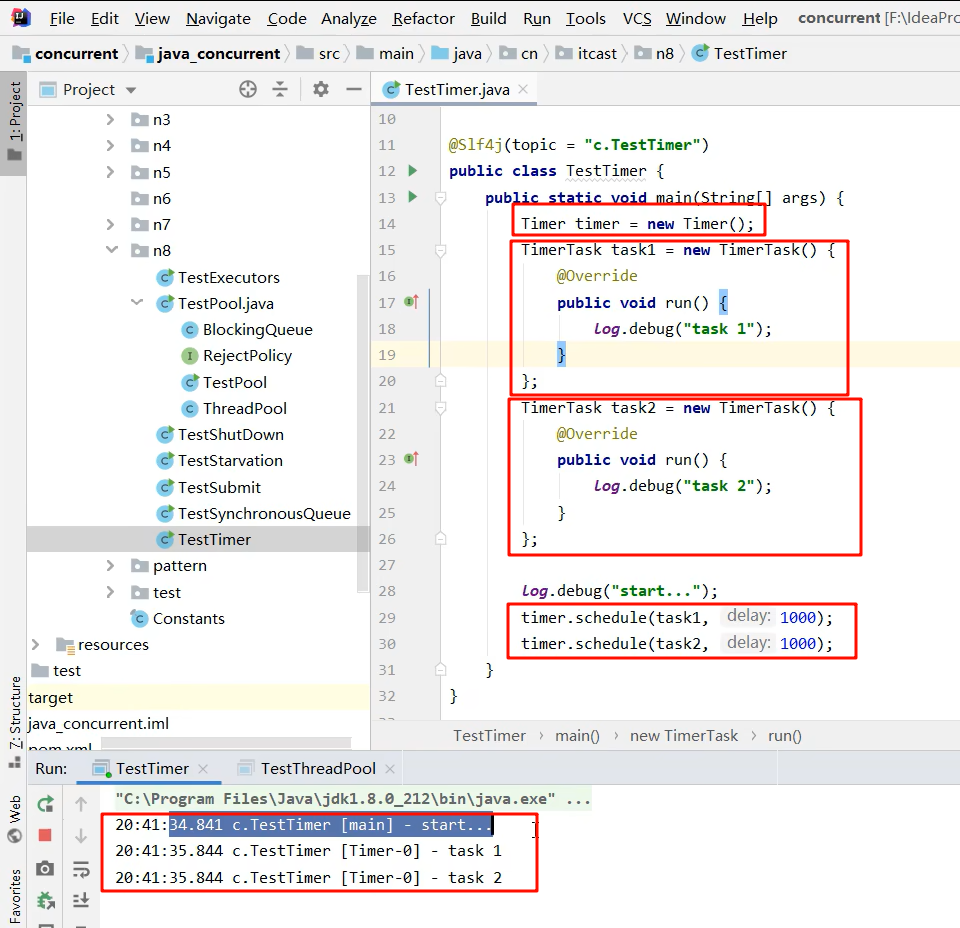 File Edit View Navigate Code Analyze Refactor Build Run Tools VCS Window Help concurrent [F:\IdeaPro
concurrent java_concurrent src main java cn itcast n8 TestTimer
1: Project
Project
TestTimer.java
n3
n4
n5
n6
n7
n8
TestExecutors
TestPool.java
BlockingQueue
RejectPolicy
TestPool
ThreadPool
TestShutDown
TestStarvation
TestSubmit
TestSynchronousQueue
TestTimer
pattern
test
Constants
resources
test
target
java_concurrent.iml
pom.xml
10
11 @Slf4j(topic = "c.TestTimer")
12 public class TestTimer {
13 public static void main(String[] args) {
14 Timer timer = new Timer();
15 TimerTask task1 = new TimerTask() {
16 @Override
17 public void run() {
18 log.debug("task 1");
19 }
20 };
21 TimerTask task2 = new TimerTask() {
22 @Override
23 public void run() {
24 log.debug("task 2");
25 }
26 };
27
28 log.debug("start...");
29 timer.schedule(task1, delay: 1000);
30 timer.schedule(task2, delay: 1000);
31 }
32 }
TestTimer main() new TimerTask run()
Z: Structure
Web
Favorites
Run: TestTimer TestThreadPool
"C:\Program Files\Java\jdk1.8.0_212\bin\java.exe" ...
20:41:34.841 c.TestTimer [main] - start...
20:41:35.844 c.TestTimer [Timer-0] - task 1
20:41:35.844 c.TestTimer [Timer-0] - task 2